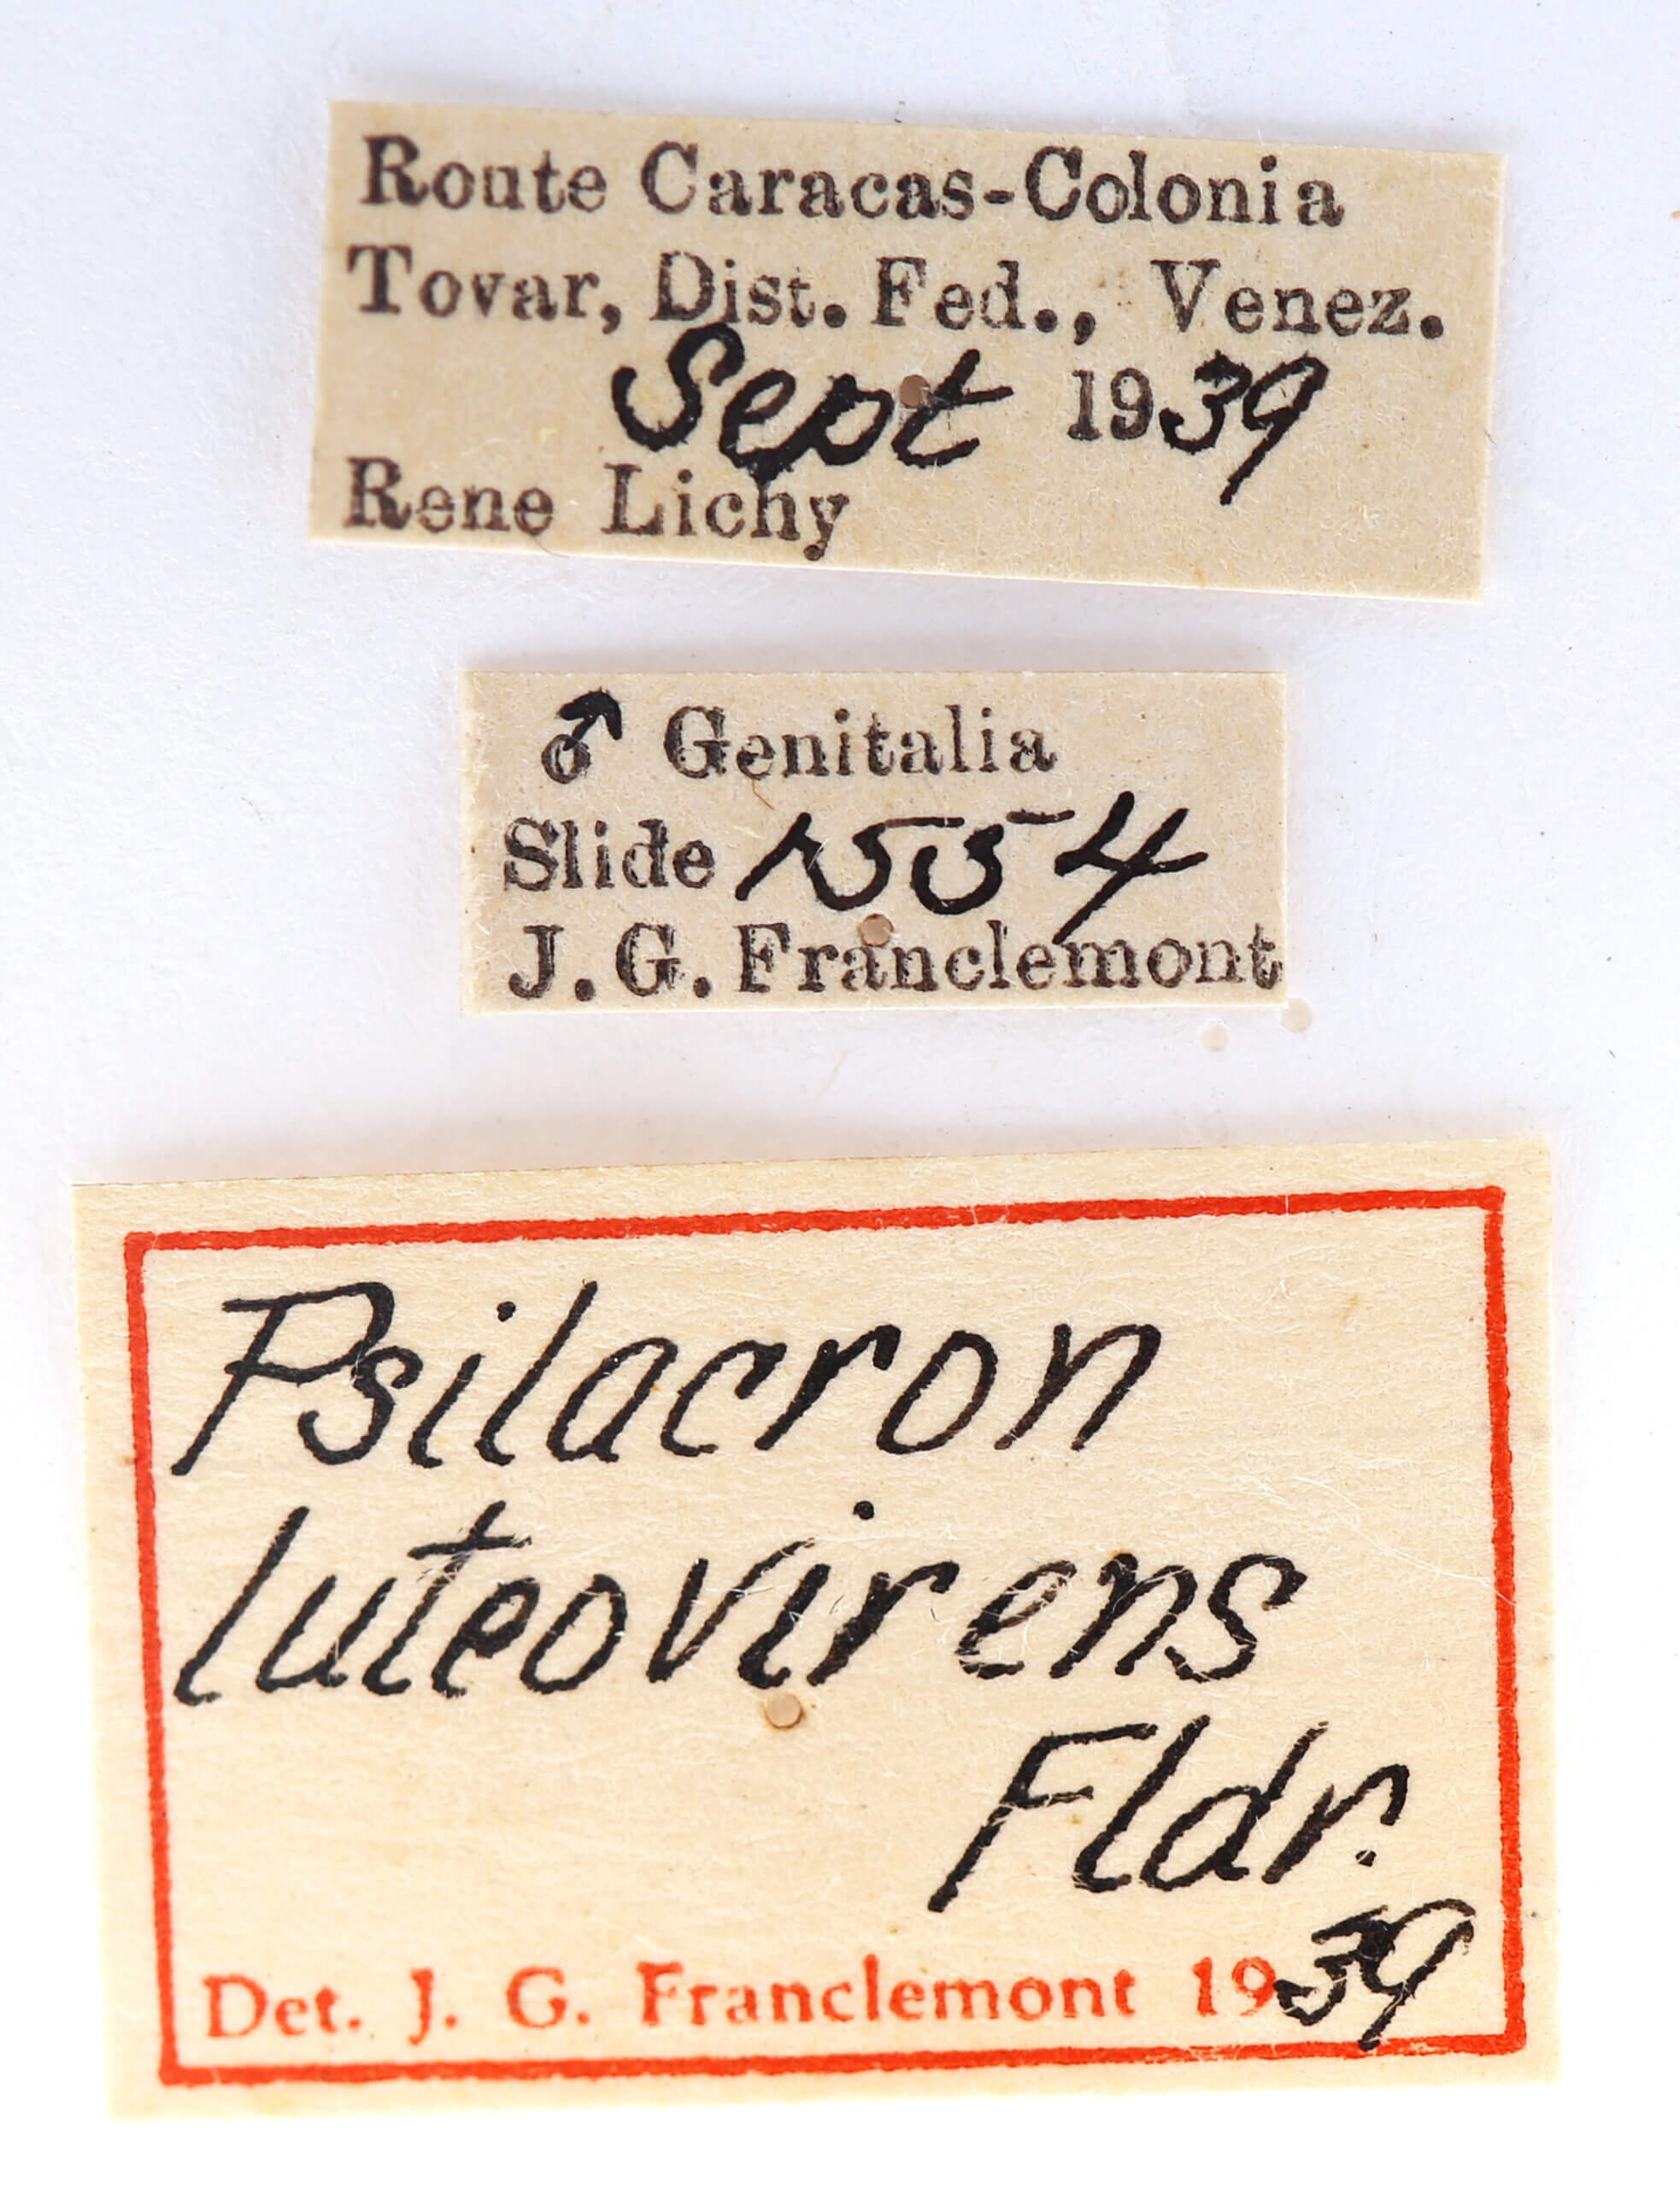 Route Caracas-Colonia
Tovar, Dist. Fed., Venez.
Sept 1939
Rene Lichy
♂ Genitalia
Slide 1554
J. G. Franclemont
Psilacron
luteovirens
Fldr.
Det. J. G. Franclemont 1939